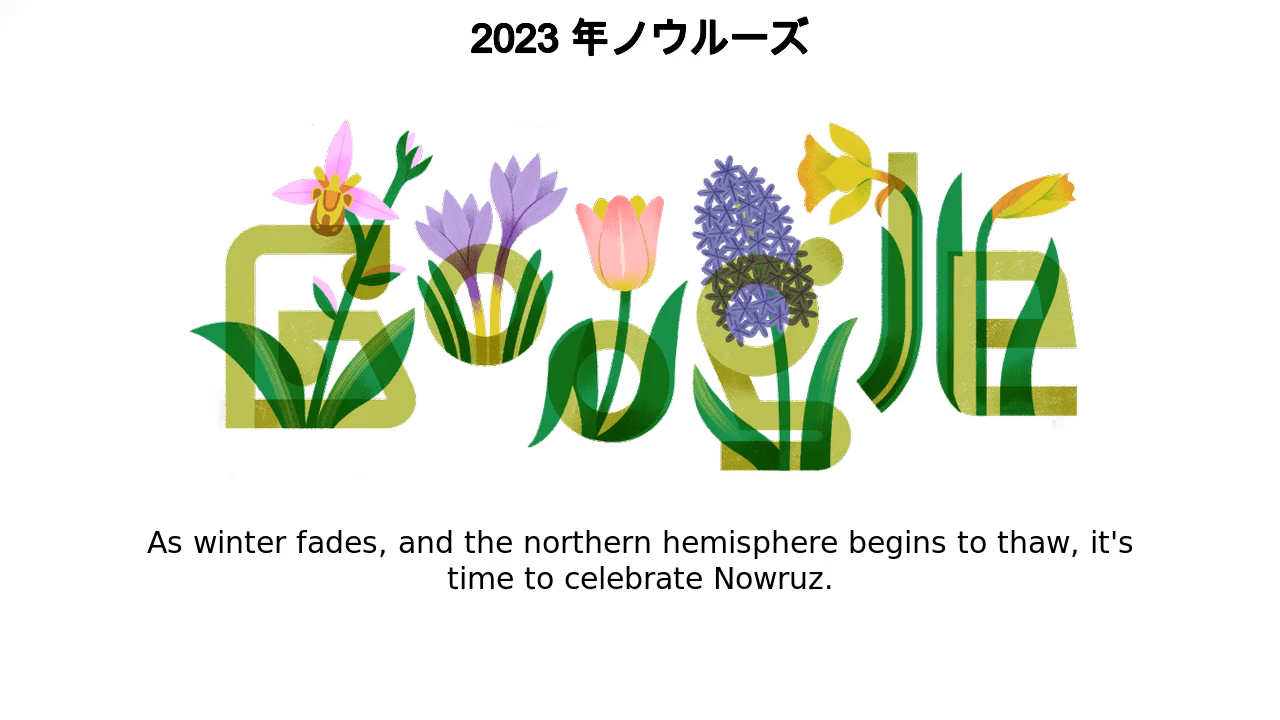 2023 年ノウルーズ
Google
As winter fades, and the northern hemisphere begins to thaw, it's
time to celebrate Nowruz.